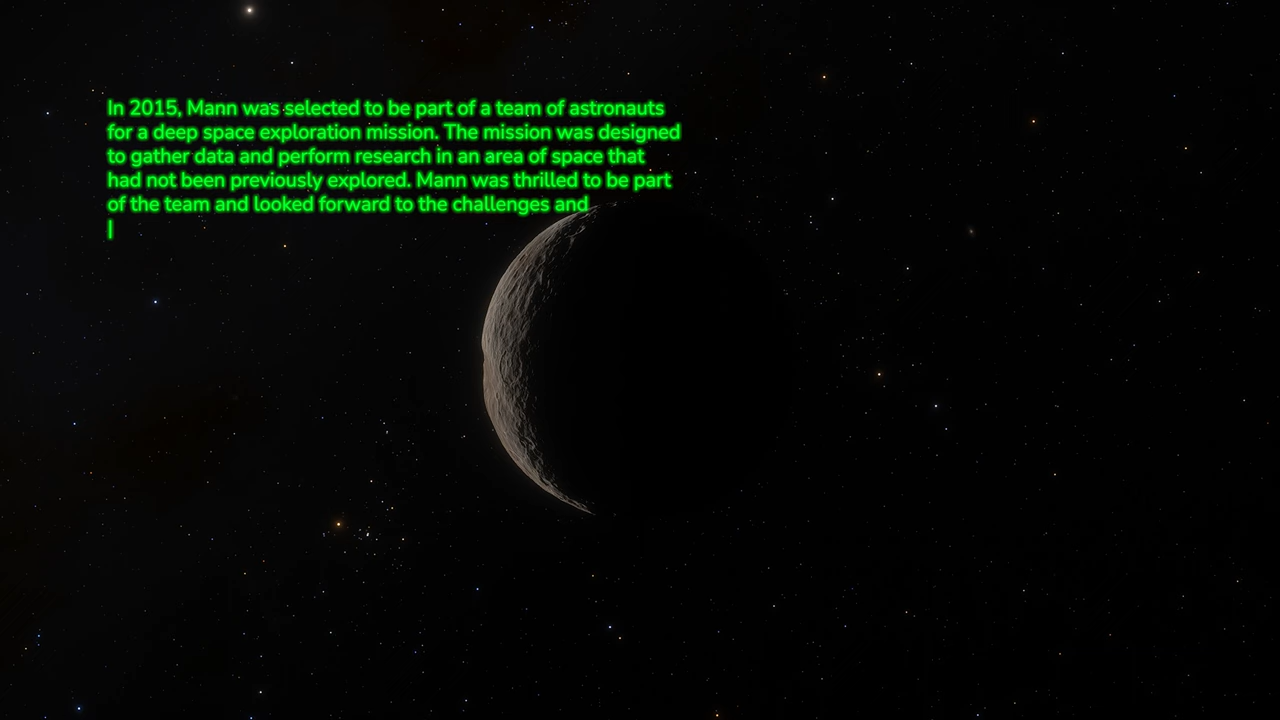 In 2015, Mann was selected to be part of a team of astronauts
for a deep space exploration mission. The mission was designed
to gather data and perform research in an area of space that
had not been previously explored. Mann was thrilled to be part
of the team and looked forward to the challenges and